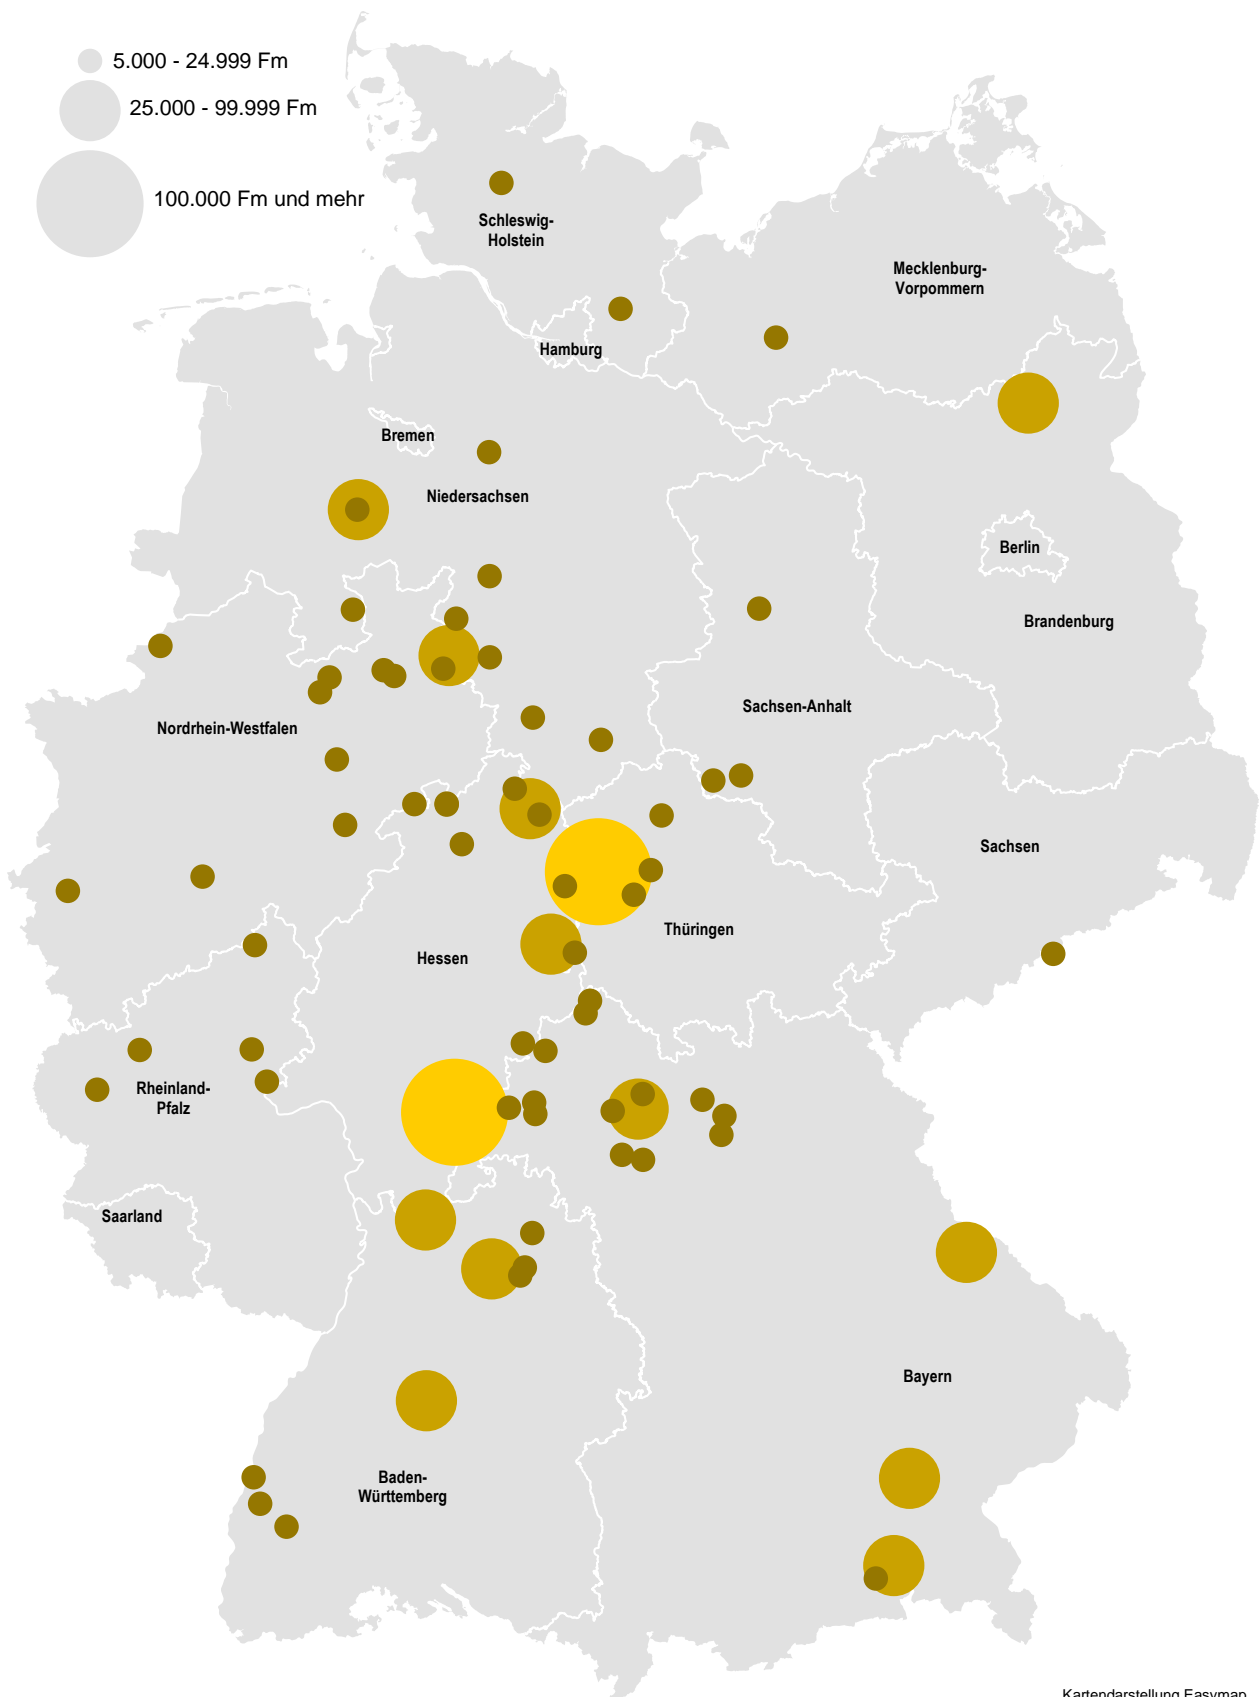 5.000 - 24.999 Fm
25.000 - 99.999 Fm
100.000 Fm und mehr
Schleswig-
Holstein
Mecklenburg-
Vorpommern
Hamburg
Bremen
Niedersachsen
Berlin
Brandenburg
Sachsen-Anhalt
Nordrhein-Westfalen
Sachsen
Thüringen
Hessen
Rheinland-
Pfalz
Saarland
Bayern
Baden-
Württemberg
Kartendarstellung Easymap